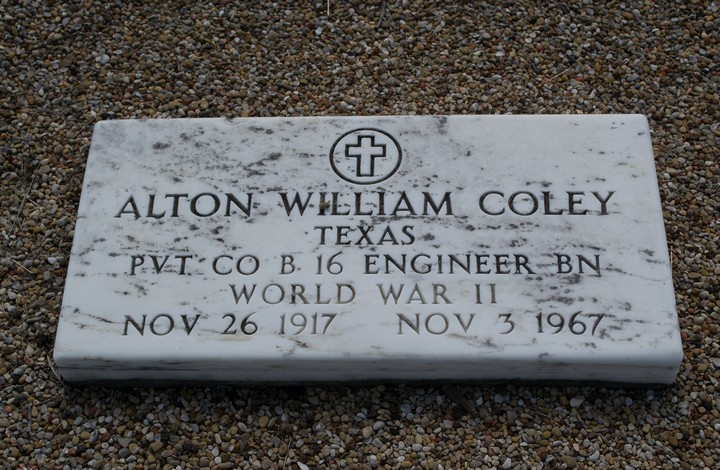 ALTON WILLIAM COLEY
TEXAS
PVT CO B 16 ENGINEER BN
WORLD WAR II
NOV 26 1917 NOV 3 1967